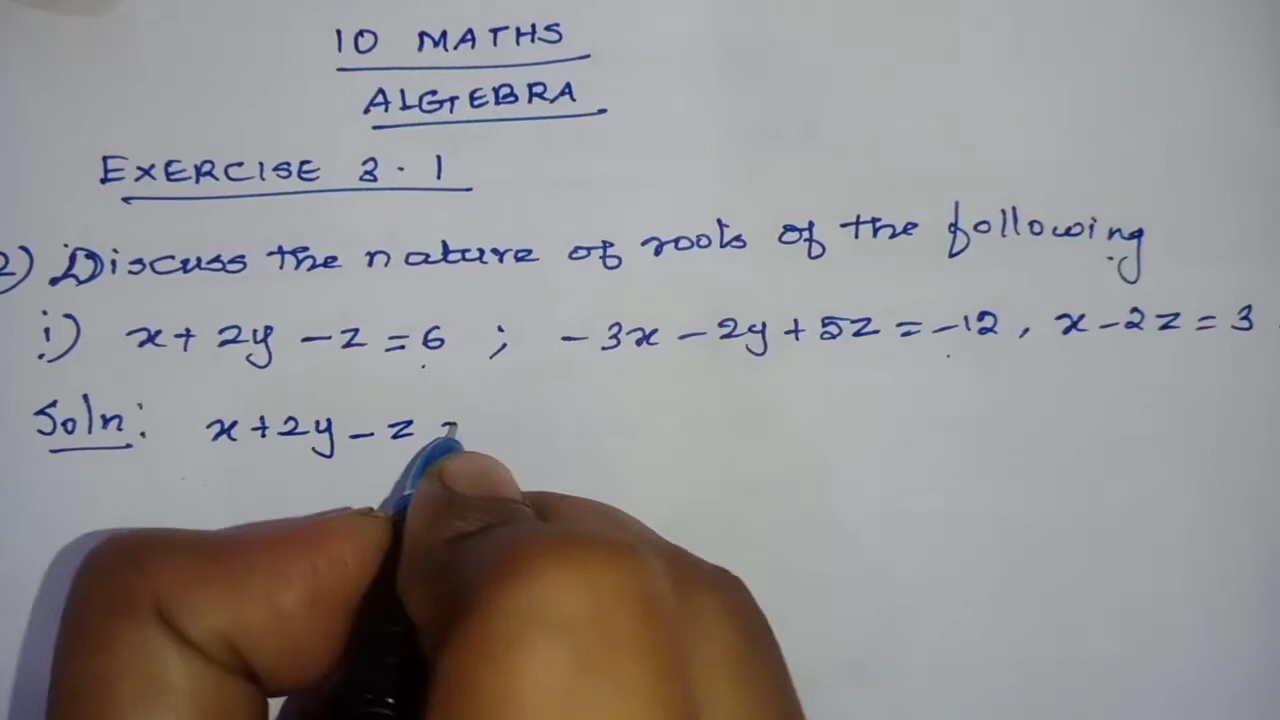 10 MATHS
ALGEBRA
EXERCISE 3.1
2) Discuss the nature of roots of the following
i) x + 2y - z = 6 ; -3x - 2y + 5z = -12, x - 2z = 3
Soln: x + 2y - z =